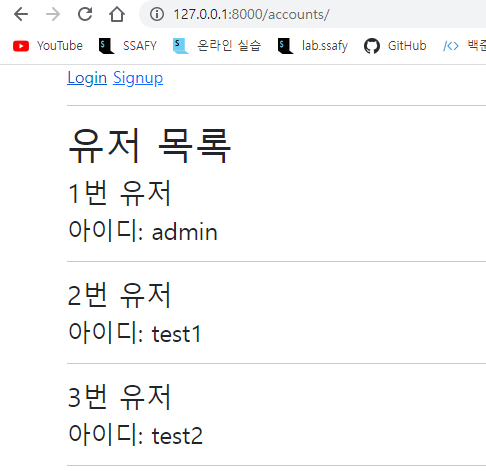 127.0.0.1:8000/accounts/
YouTube SSAFY 온라인 실습 lab.ssafy GitHub 백준
Login Signup
유저 목록
1번 유저
아이디: admin
2번 유저
아이디: test1
3번 유저
아이디: test2